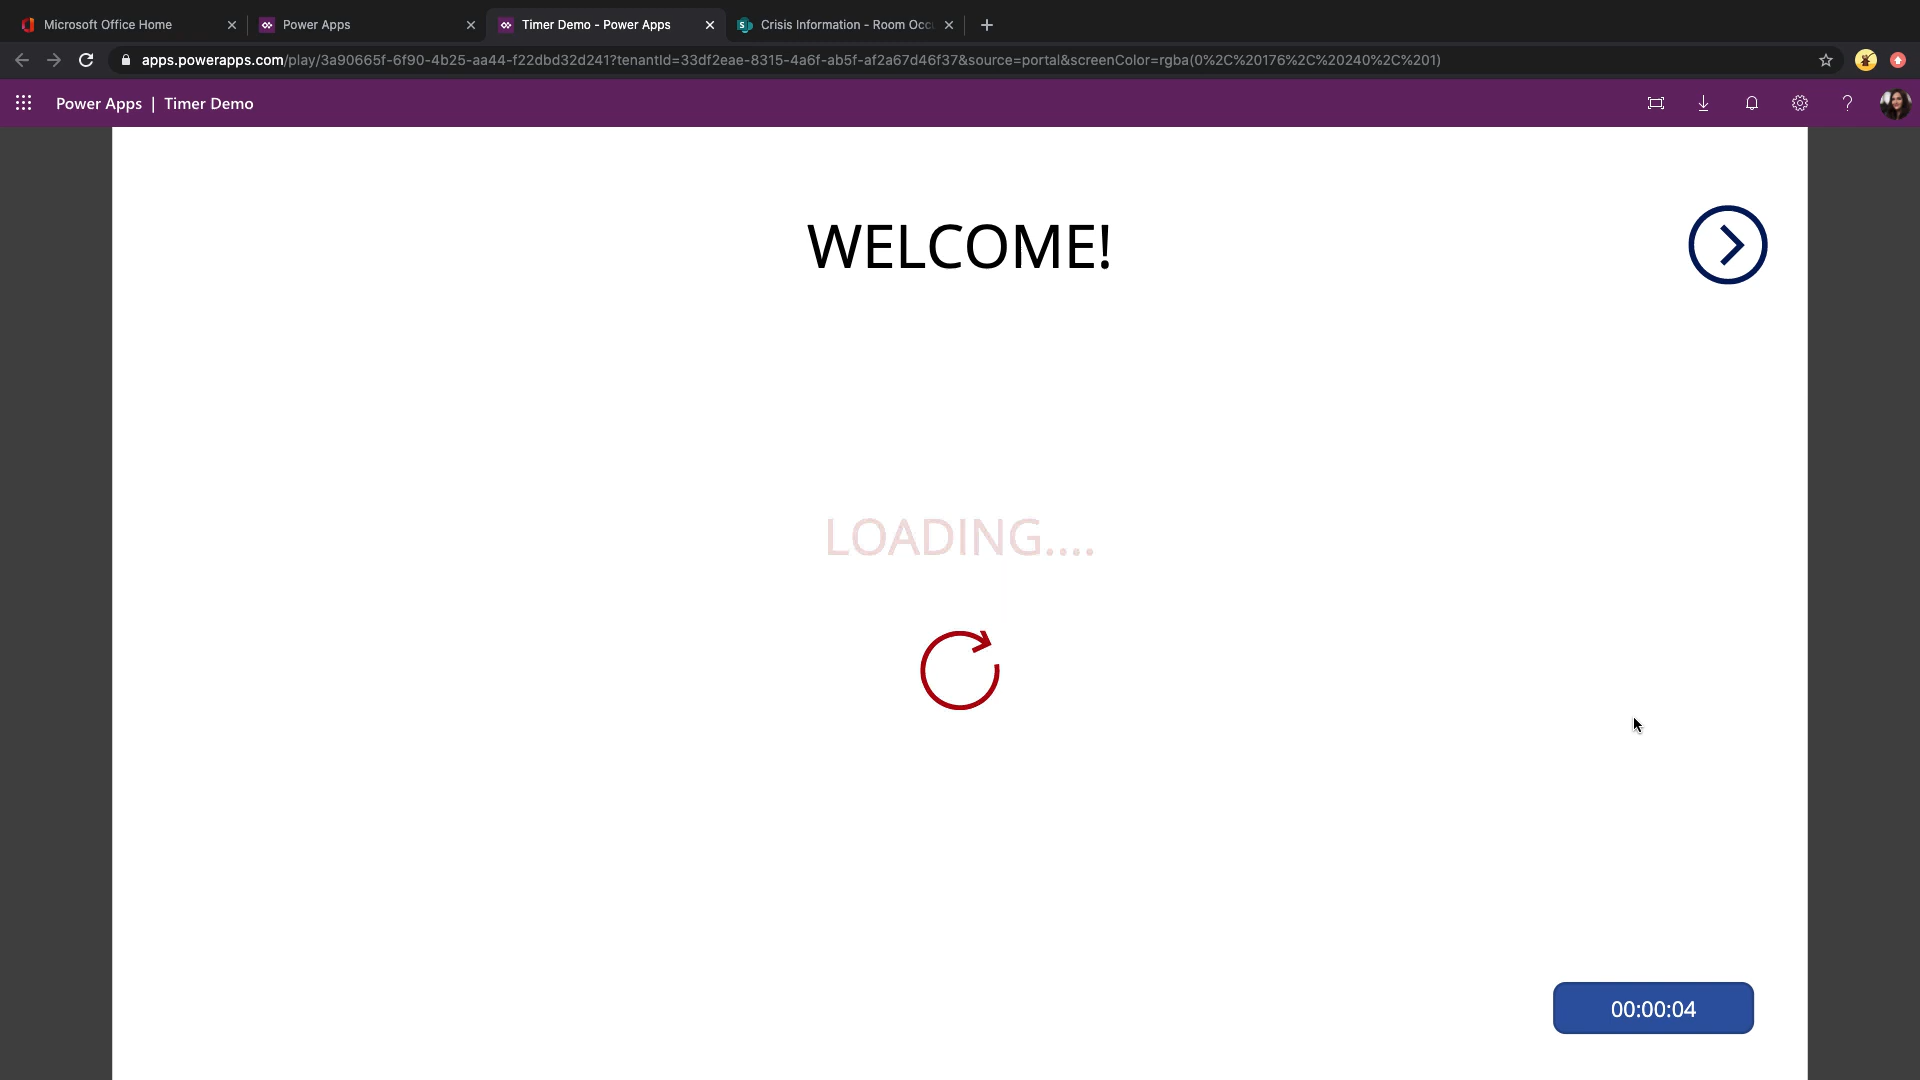 Microsoft Office Home
Power Apps
Timer Demo - Power Apps
Crisis Information - Room Occ
apps.powerapps.com/play/3a90665f-6f90-4b25-aa44-f22dbd32d241?tenantId=33df2eae-8315-4a6f-ab5f-af2a67d46f37&source=portal&screenColor=rgba(0%2C%20176%2C%20240%2C%201)
Power Apps | Timer Demo
?
WELCOME!
LOADING....
00:00:04